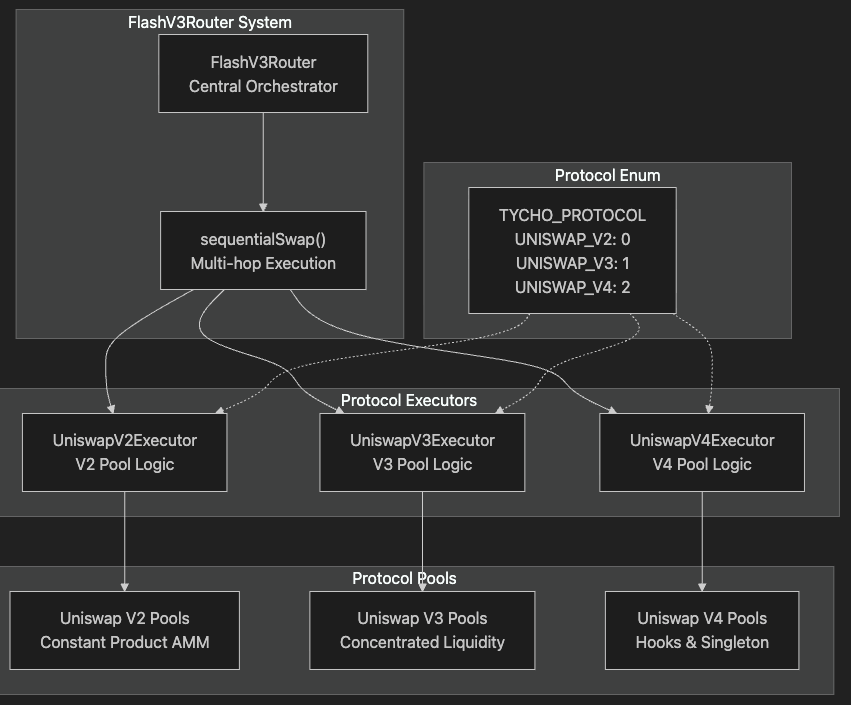 FlashV3Router System
FlashV3Router
Central Orchestrator
sequentialSwap()
Multi-hop Execution
Protocol Enum
TYCHO_PROTOCOL
UNISWAP_V2: 0
UNISWAP_V3: 1
UNISWAP_V4: 2
Protocol Executors
UniswapV2Executor
V2 Pool Logic
UniswapV3Executor
V3 Pool Logic
UniswapV4Executor
V4 Pool Logic
Protocol Pools
Uniswap V2 Pools
Constant Product AMM
Uniswap V3 Pools
Concentrated Liquidity
Uniswap V4 Pools
Hooks & Singleton